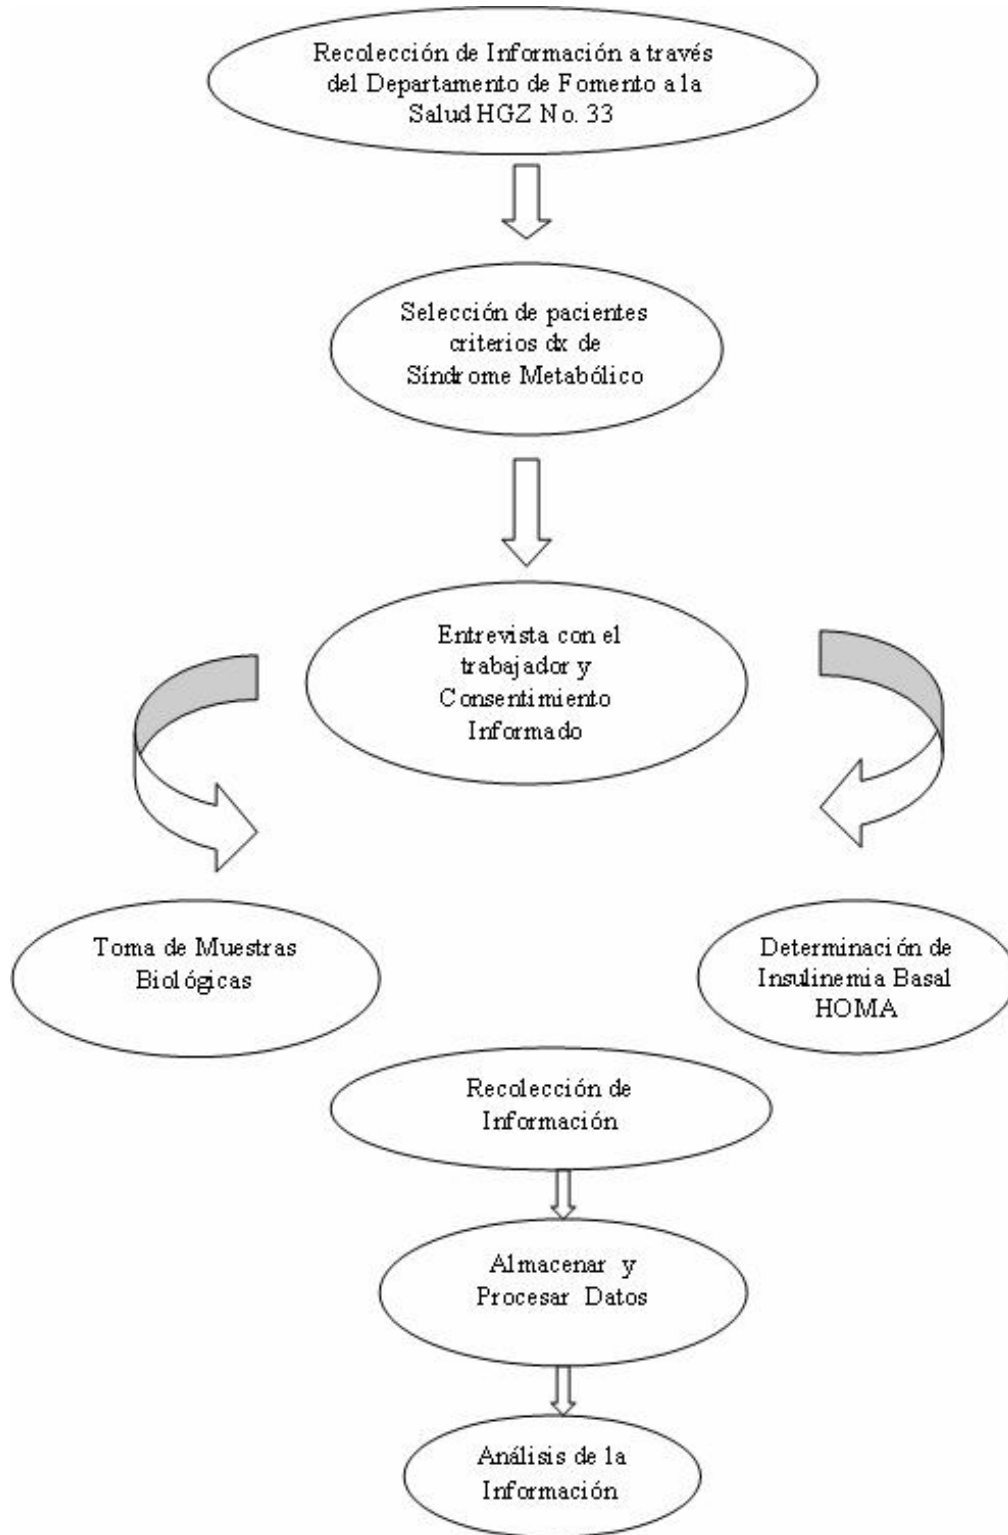 Recolección de Información a través
del Departamento de Fomento a la
Salud HGZ No. 33
Selección de pacientes
criterios dx de
Síndrome Metabólico
Entrevista con el
trabajador y
Consentimiento
Informado
Toma de Muestras
Biológicas
Determinación de
Insulinemia Basal
HOMA
Recolección de
Información
Almacenar y
Procesar Datos
Análisis de la
Información